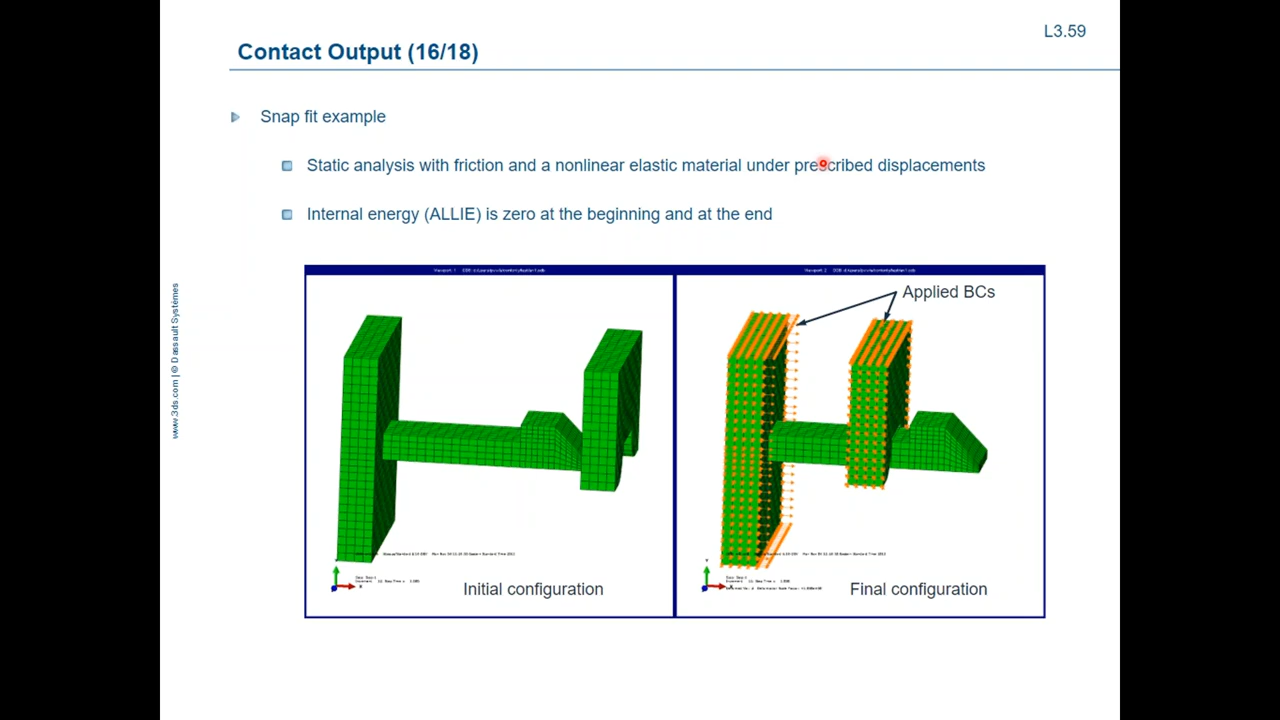 L3.59
Contact Output (16/18)
Snap fit example
Static analysis with friction and a nonlinear elastic material under prescribed displacements
Internal energy (ALLIE) is zero at the beginning and at the end
Applied BCs
Initial configuration
Final configuration
www.3ds.com | © Dassault Systèmes